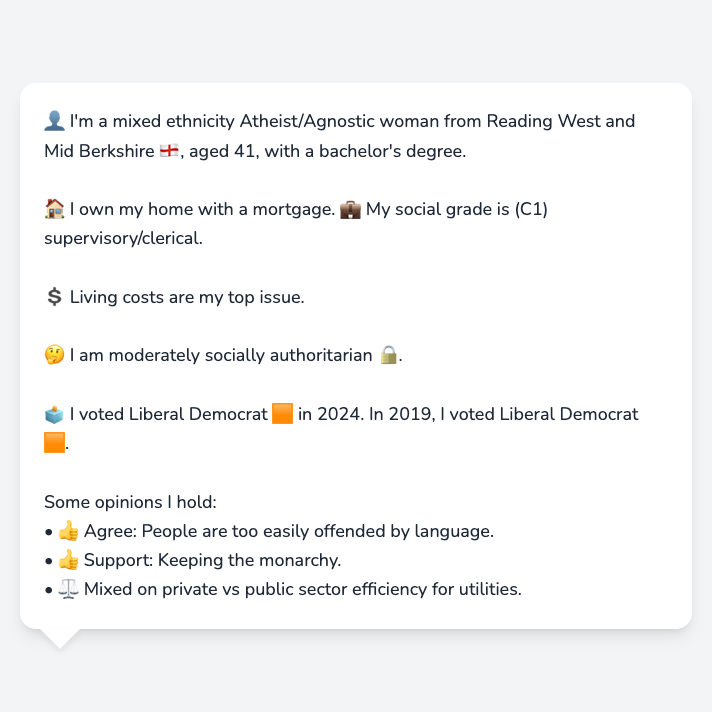 👤 I'm a mixed ethnicity Atheist/Agnostic woman from Reading West and
Mid Berkshire 🏴󠁧󠁢󠁥󠁮󠁧󠁿, aged 41, with a bachelor's degree.
🏠 I own my home with a mortgage. 💼 My social grade is (C1)
supervisory/clerical.
💲 Living costs are my top issue.
🤔 I am moderately socially authoritarian 🔒.
🗳️ I voted Liberal Democrat 🟧 in 2024. In 2019, I voted Liberal Democrat
🟧.
Some opinions I hold:
• 👍 Agree: People are too easily offended by language.
• 👍 Support: Keeping the monarchy.
• ⚖️ Mixed on private vs public sector efficiency for utilities.